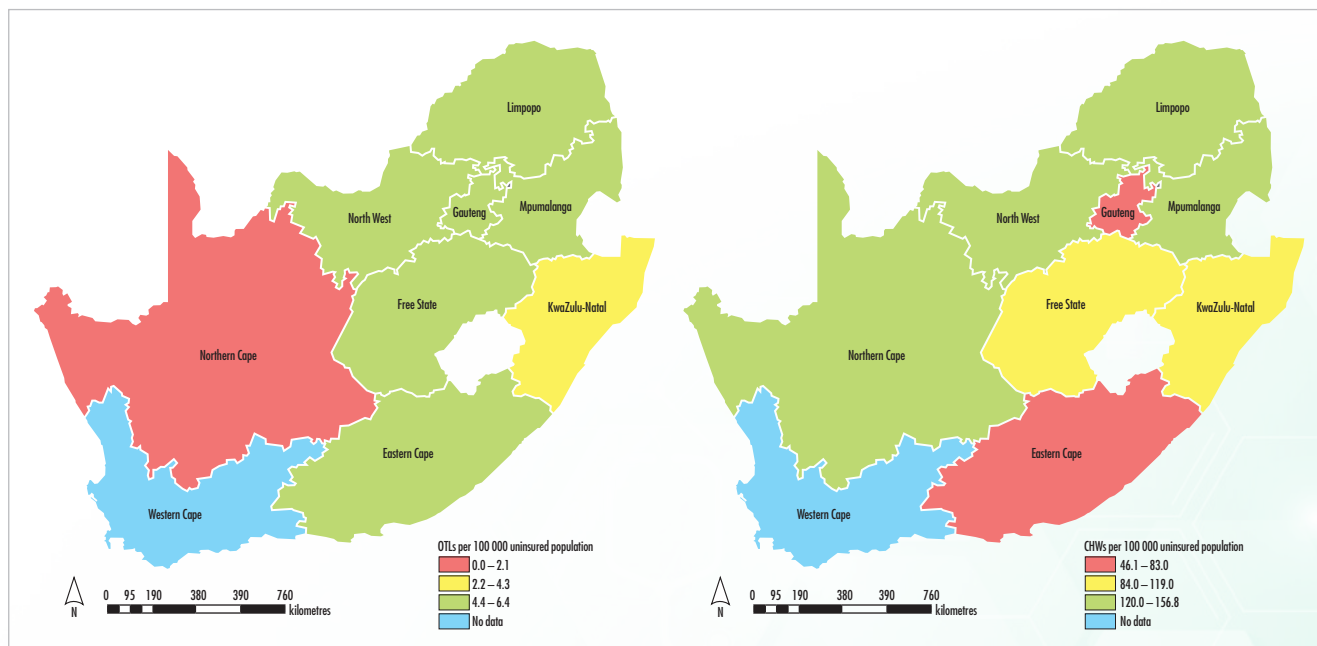 Limpopo
North West
Gauteng
Mpumalanga
Free State
KwaZulu-Natal
Northern Cape
Eastern Cape
Western Cape
OTLs per 100 000 uninsured population
0.0 – 2.1
2.2 – 4.3
4.4 – 6.4
No data
N
0 95 190 380 390 760
kilometres
Limpopo
North West
Gauteng
Mpumalanga
Free State
KwaZulu-Natal
Northern Cape
Eastern Cape
Western Cape
CHWs per 100 000 uninsured population
46.1 – 83.0
84.0 – 119.0
120.0 – 156.8
No data
N
0 95 190 380 390 760
kilometres